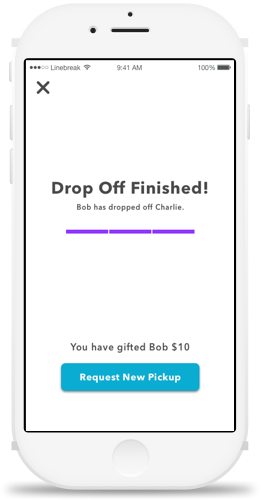 ●●●○○ Linebreak 9:41 AM 100%
Drop Off Finished!
Bob has dropped off Charlie.
You have gifted Bob $10
Request New Pickup